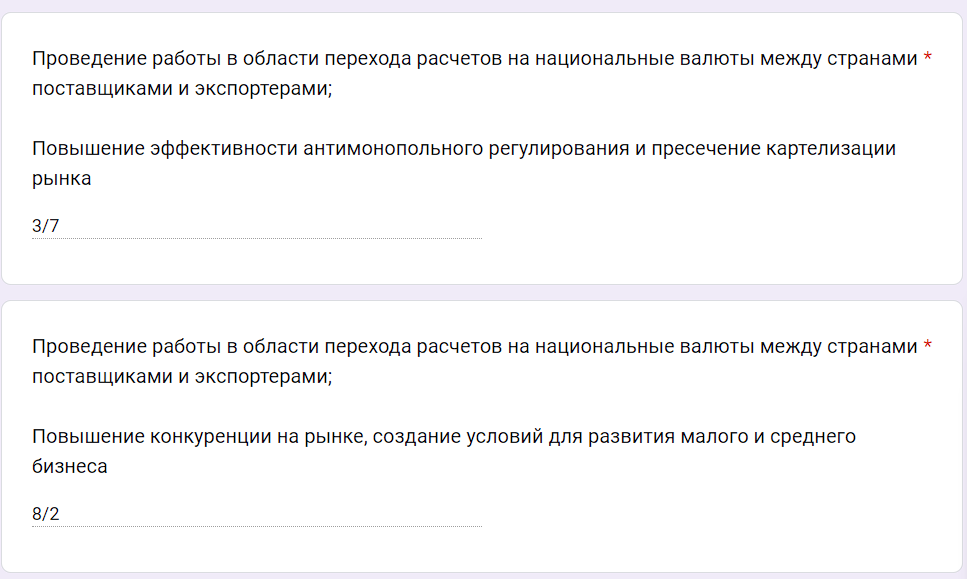 Проведение работы в области перехода расчетов на национальные валюты между странами *
поставщиками и экспортерами;
Повышение эффективности антимонопольного регулирования и пресечение картелизации
рынка
3/7
Проведение работы в области перехода расчетов на национальные валюты между странами *
поставщиками и экспортерами;
Повышение конкуренции на рынке, создание условий для развития малого и среднего
бизнеса
8/2